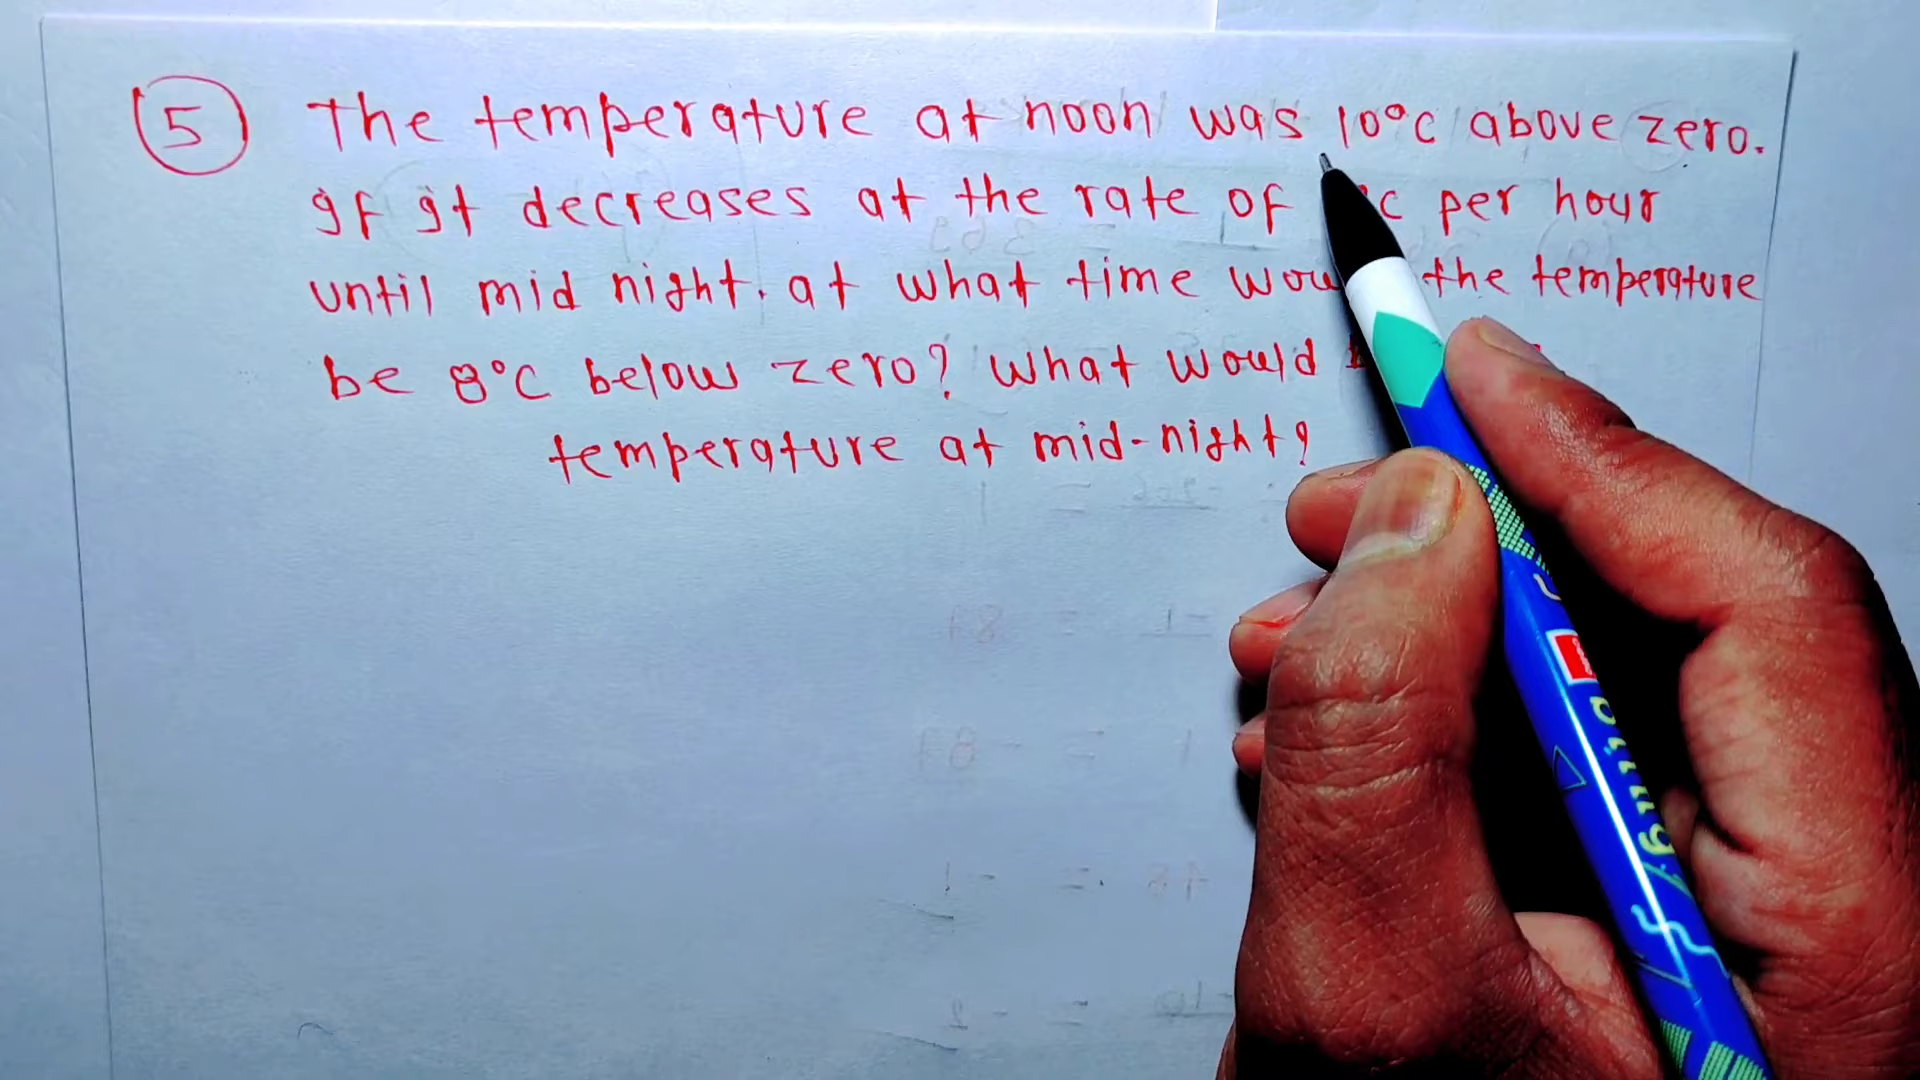 5 The temperature at noon was 10°C above zero.
If it decreases at the rate of °C per hour
until mid night. at what time wou the temperature
be 8°C below zero? What would
temperature at mid-night?